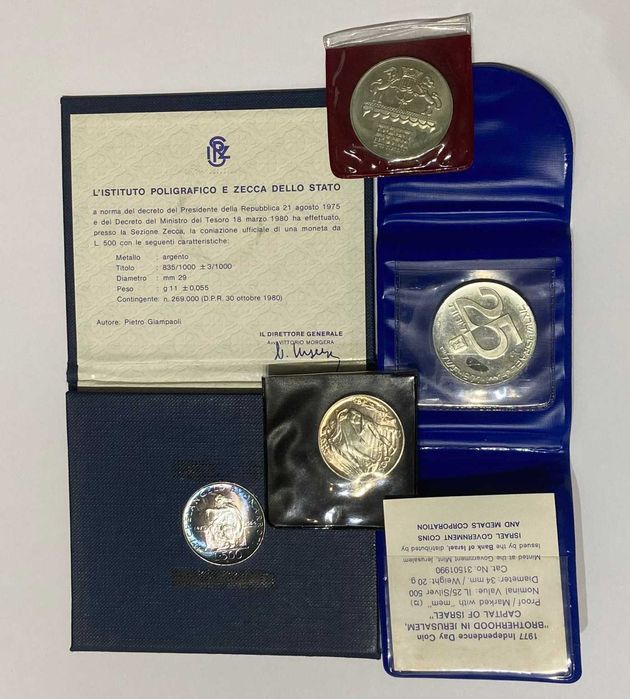 L'ISTITUTO POLIGRAFICO E ZECCA DELLO STATO
a norma del decreto del Presidente della Repubblica 21 agosto 1975
e del Decreto del Ministro del Tesoro 18 marzo 1980 ha effettuato,
presso la Sezione Zecca, la coniazione ufficiale di una moneta da
L. 500 con le seguenti caratteristiche:
Metallo : argento
Titolo : 835/1000 ±3/1000
Diametro : mm 29
Peso : g 11 ±0,055
Contingente : n. 269.000 (D.P.R. 30 ottobre 1980)
Autore: Pietro Giampaoli
IL DIRETTORE GENERALE
Avv. VITTORIO MORGERA
25
500
1977 Independence Day Coin
"BROTHERHOOD IN JERUSALEM,
CAPITAL OF ISRAEL"
Proof / Marked with "mem" (מ)
Nominal Value: IL 25/Silver 500
Diameter: 34 mm / Weight: 20 g
Cat. No. 31501990
Minted at the Government Mint, Jerusalem
Issued by the Bank of Israel, distributed by
ISRAEL GOVERNMENT COINS
AND MEDALS CORPORATION